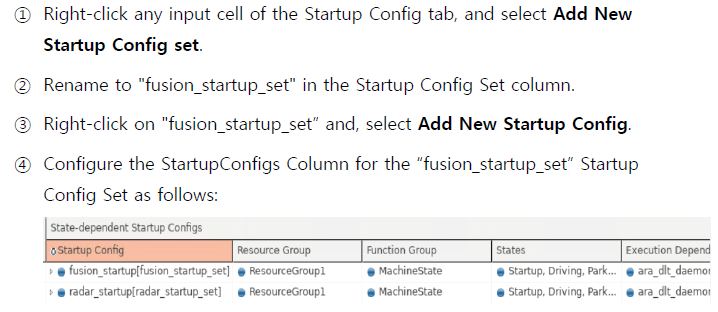 ① Right-click any input cell of the Startup Config tab, and select Add New
Startup Config set.
② Rename to "fusion_startup_set" in the Startup Config Set column.
③ Right-click on "fusion_startup_set” and, select Add New Startup Config.
④ Configure the StartupConfigs Column for the “fusion_startup_set” Startup
Config Set as follows:
State-dependent Startup Configs
Startup Config Resource Group Function Group States Execution Depend
fusion_startup[fusion_startup_set] ResourceGroup1 MachineState Startup, Driving, Park... ara_dlt_daemo
radar_startup[radar_startup_set] ResourceGroup1 MachineState Startup, Driving, Park... ara_dlt_daemo